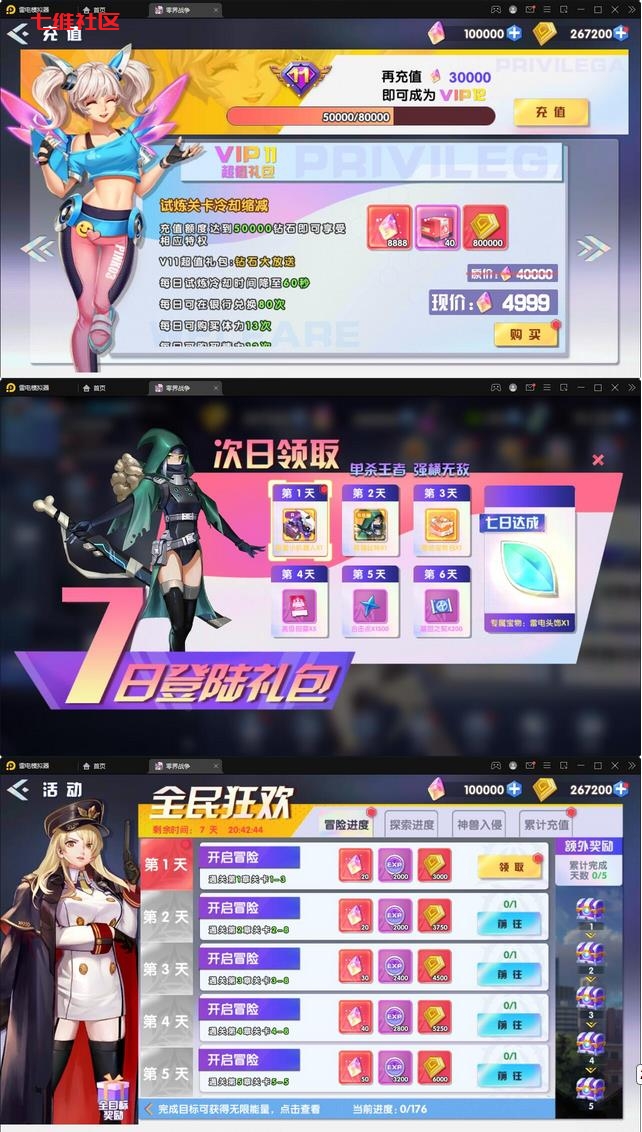 雷电模拟器
首页
零界战争
七维社区
充值
100000
267200
再充值 30000
即可成为 VIP12
11
50000/80000
充值
VIP11
超值礼包
PRIVILEGA
试炼关卡冷却缩减
充值额度达到50000钻石即可享受
相应特权
V11超值礼包:钻石大放送
每日试炼冷却时间降至60秒
每日可在银行兑换80次
每日可购买体力13次
8888
40
800000
原价: 40000
现价: 4999
购买
PINKO3
雷电模拟器
首页
零界战争
次日领取
单杀王者 强横无敌
第1天
第2天
第3天
七日达成
第4天
第5天
第6天
专属宝物:雷电头饰X1
7日登陆礼包
雷电模拟器
首页
零界战争
活动
100000
267200
全民狂欢
剩余时间: 7 天 20:42:44
冒险进度
探索进度
神兽入侵
累计充值
额外奖励
累计完成
天数 0/5
第1天
开启冒险
通关第1章关卡1-3
20
EXP
2000
3000
领取
第2天
开启冒险
通关第2章关卡2-8
20
EXP
2000
3750
0/1
前往
第3天
开启冒险
通关第3章关卡3-8
30
EXP
2400
4500
0/1
前往
第4天
开启冒险
通关第4章关卡4-8
40
EXP
2800
5250
0/1
前往
第5天
开启冒险
通关第5章关卡5-5
50
EXP
3200
6000
0/1
前往
1
2
3
4
5
全目标
奖励
完成目标可获得无限能量,点击查看
当前进度: 0/176